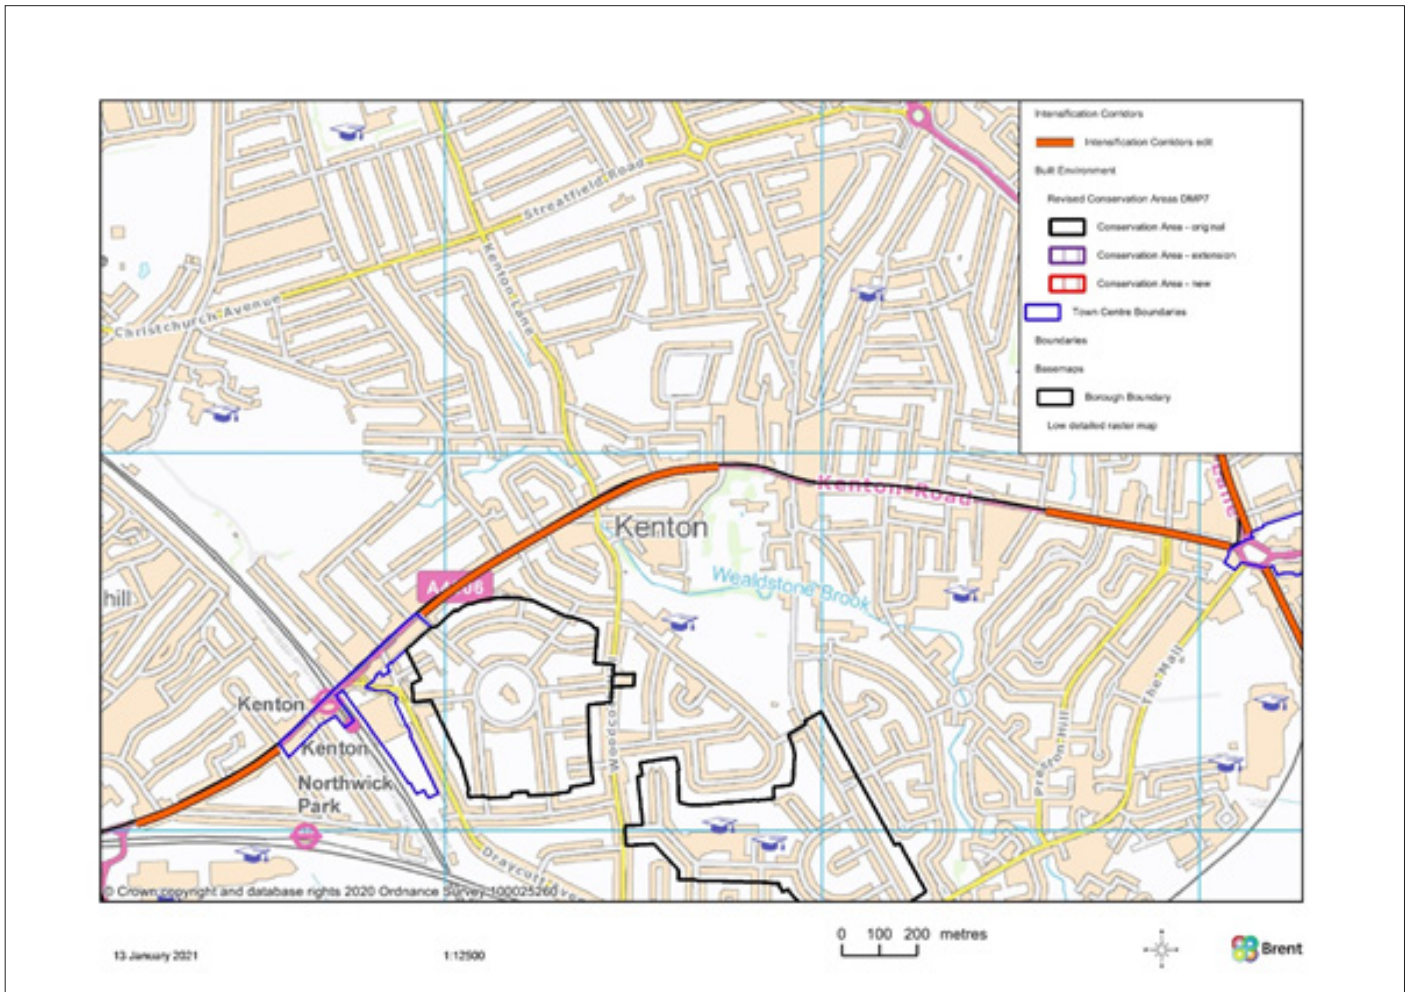 Intensification Corridors
Intensification Corridors edit
Built Environment
Revised Conservation Areas DMP7
Conservation Area - original
Conservation Area - extension
Conservation Area - new
Town Centre Boundaries
Boundaries
Basemaps
Borough Boundary
Low detailed raster map
Streatfield Road
Christchurch Avenue
Kenton Lane
Kenton Road
Lane
Kenton
Wealdstone Brook
hill
Kenton
Kenton
Northwick
Park
Woodco
Preston Hill
The Mall
© Crown copyright and database rights 2020 Ordnance Survey 100025260
13 January 2021
1:12500
0 100 200 metres
Brent